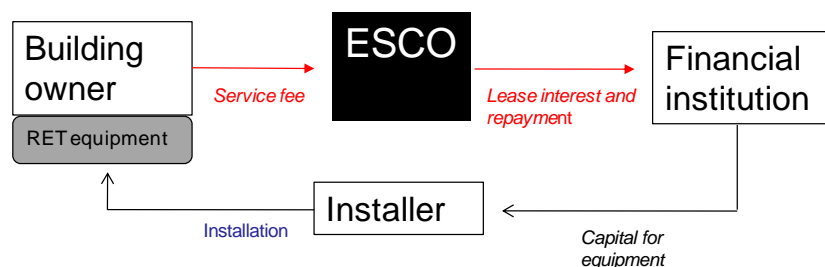 Building
owner
RET equipment
Service fee
ESCO
Lease interest and
repayment
Financial
institution
Installation
Installer
Capital for
equipment